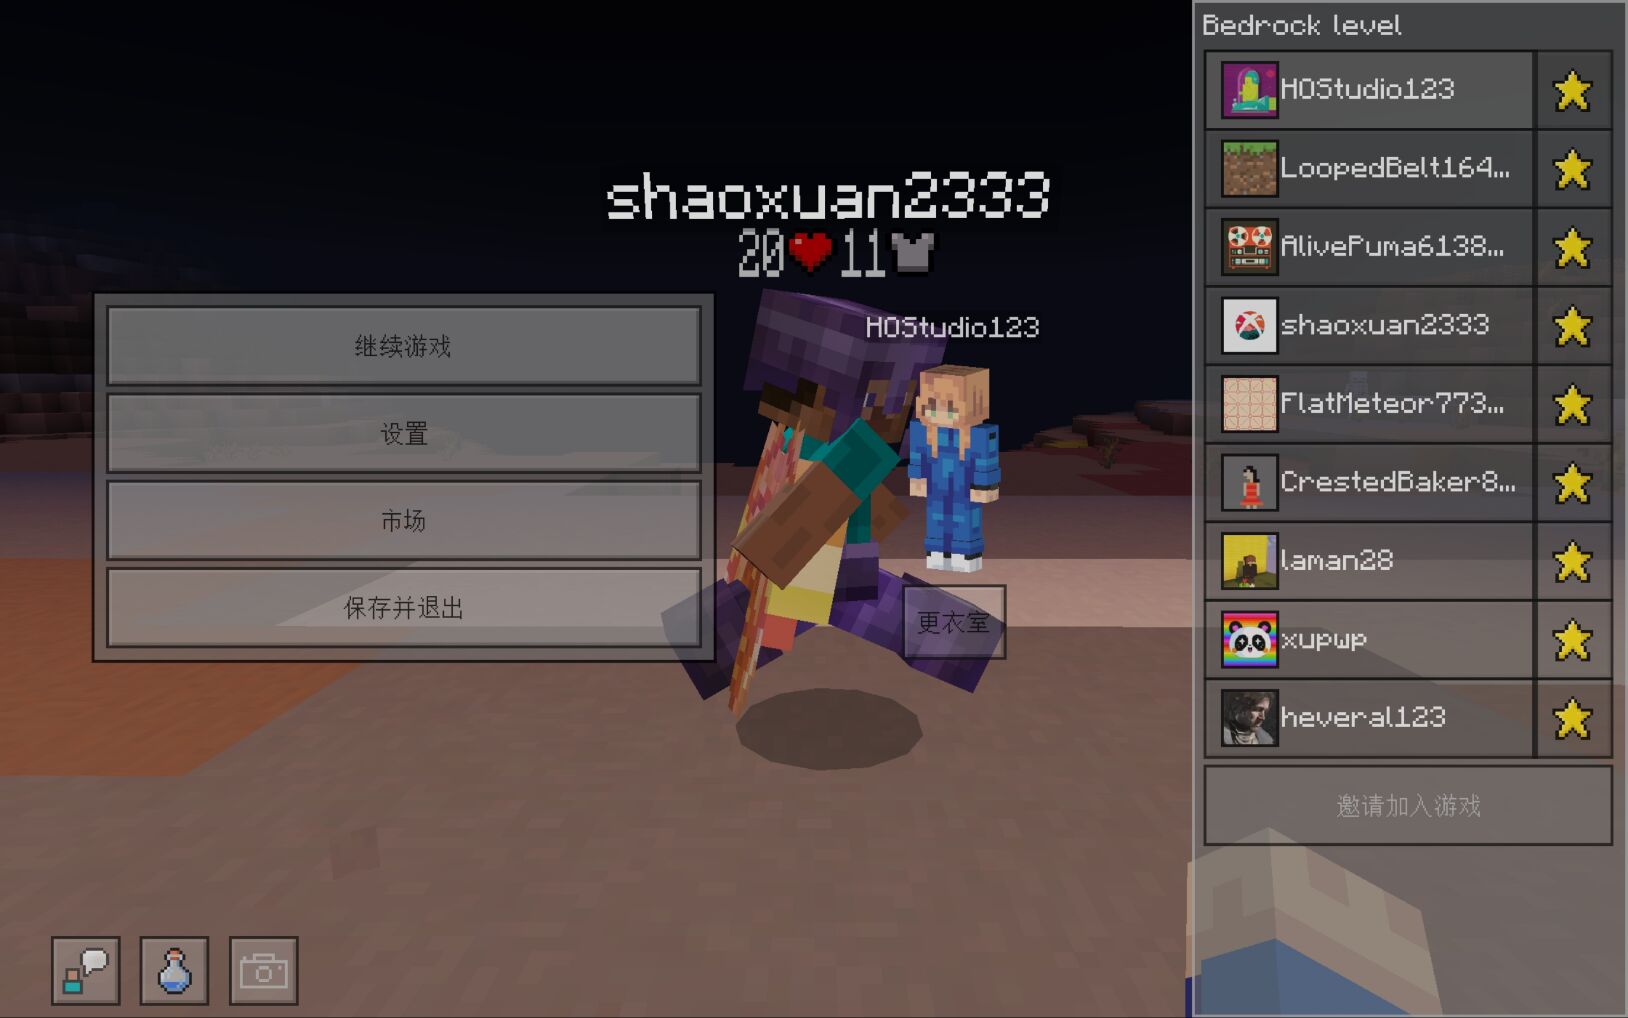 Bedrock level
HOStudio123
LoopedBelt164...
AlivePuma6138...
shaoxuan2333
FlatMeteor773...
CrestedBaker8...
laman28
xupwp
heveral123
邀请加入游戏
shaoxuan2333
20 11
HOStudio123
继续游戏
设置
市场
保存并退出
更衣室